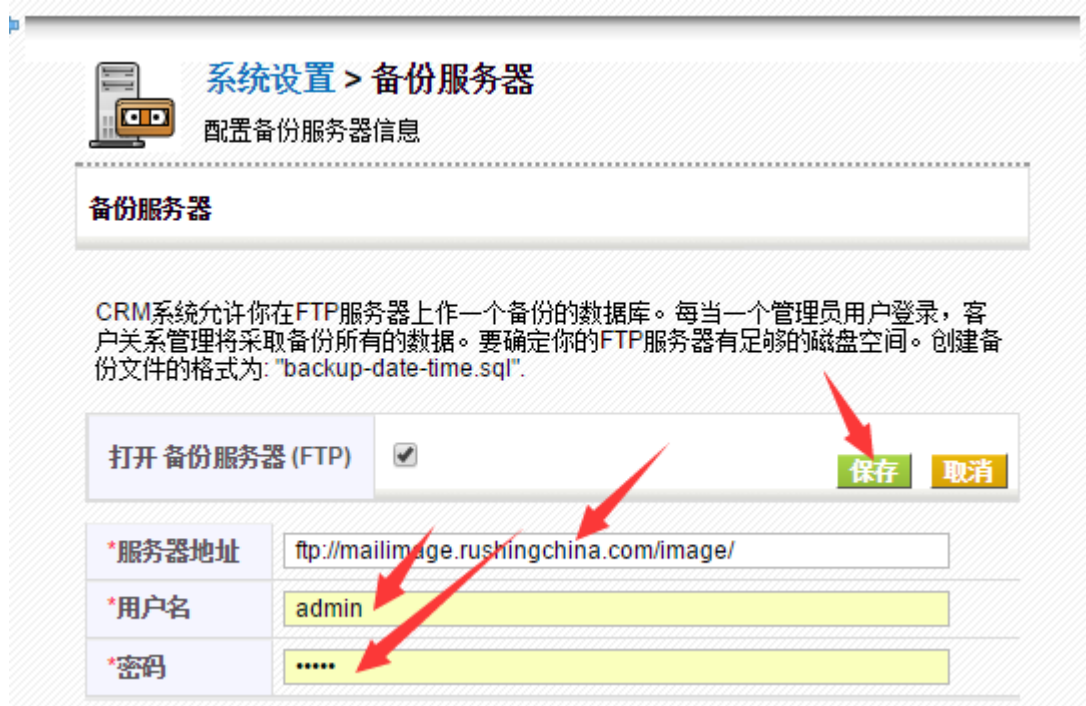 系统设置 > 备份服务器
配置备份服务器信息
备份服务器
CRM系统允许你在FTP服务器上作一个备份的数据库。每当一个管理员用户登录，客
户关系管理将采取备份所有的数据。要确定你的FTP服务器有足够的磁盘空间。创建备
份文件的格式为: "backup-date-time.sql".
打开 备份服务器 (FTP)
保存 取消
*服务器地址 ftp://mailimage.rushingchina.com/image/
*用户名 admin
*密码 •••••